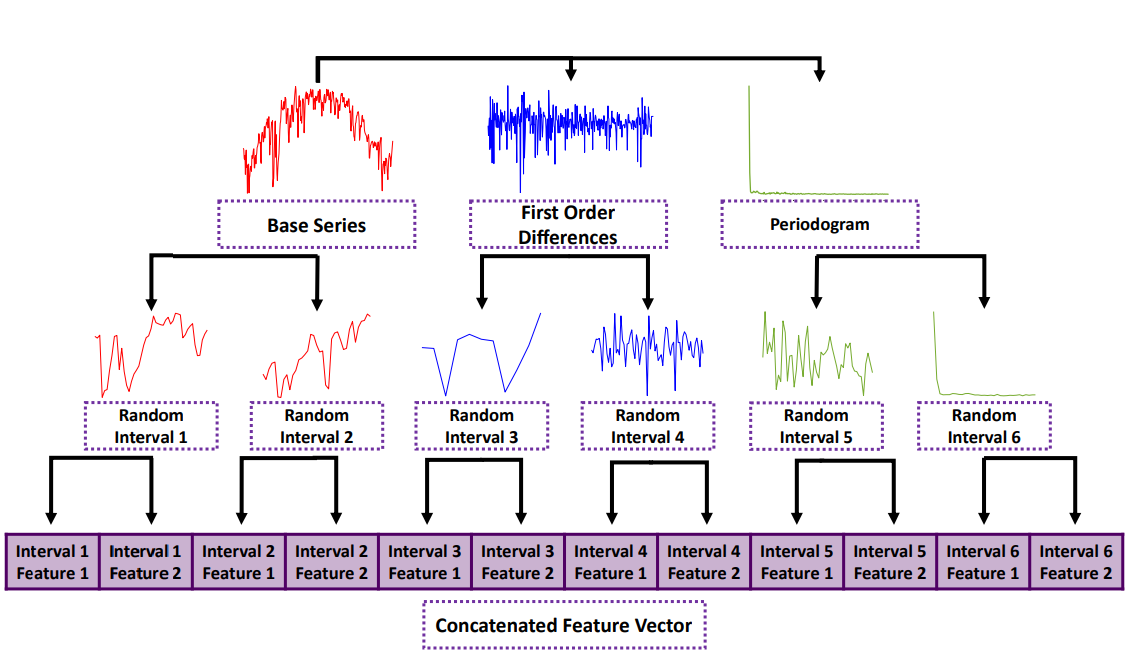 Base Series
First Order
Differences
Periodogram
Random
Interval 1
Random
Interval 2
Random
Interval 3
Random
Interval 4
Random
Interval 5
Random
Interval 6
Interval 1
Feature 1
Interval 1
Feature 2
Interval 2
Feature 1
Interval 2
Feature 2
Interval 3
Feature 1
Interval 3
Feature 2
Interval 4
Feature 1
Interval 4
Feature 2
Interval 5
Feature 1
Interval 5
Feature 2
Interval 6
Feature 1
Interval 6
Feature 2
Concatenated Feature Vector